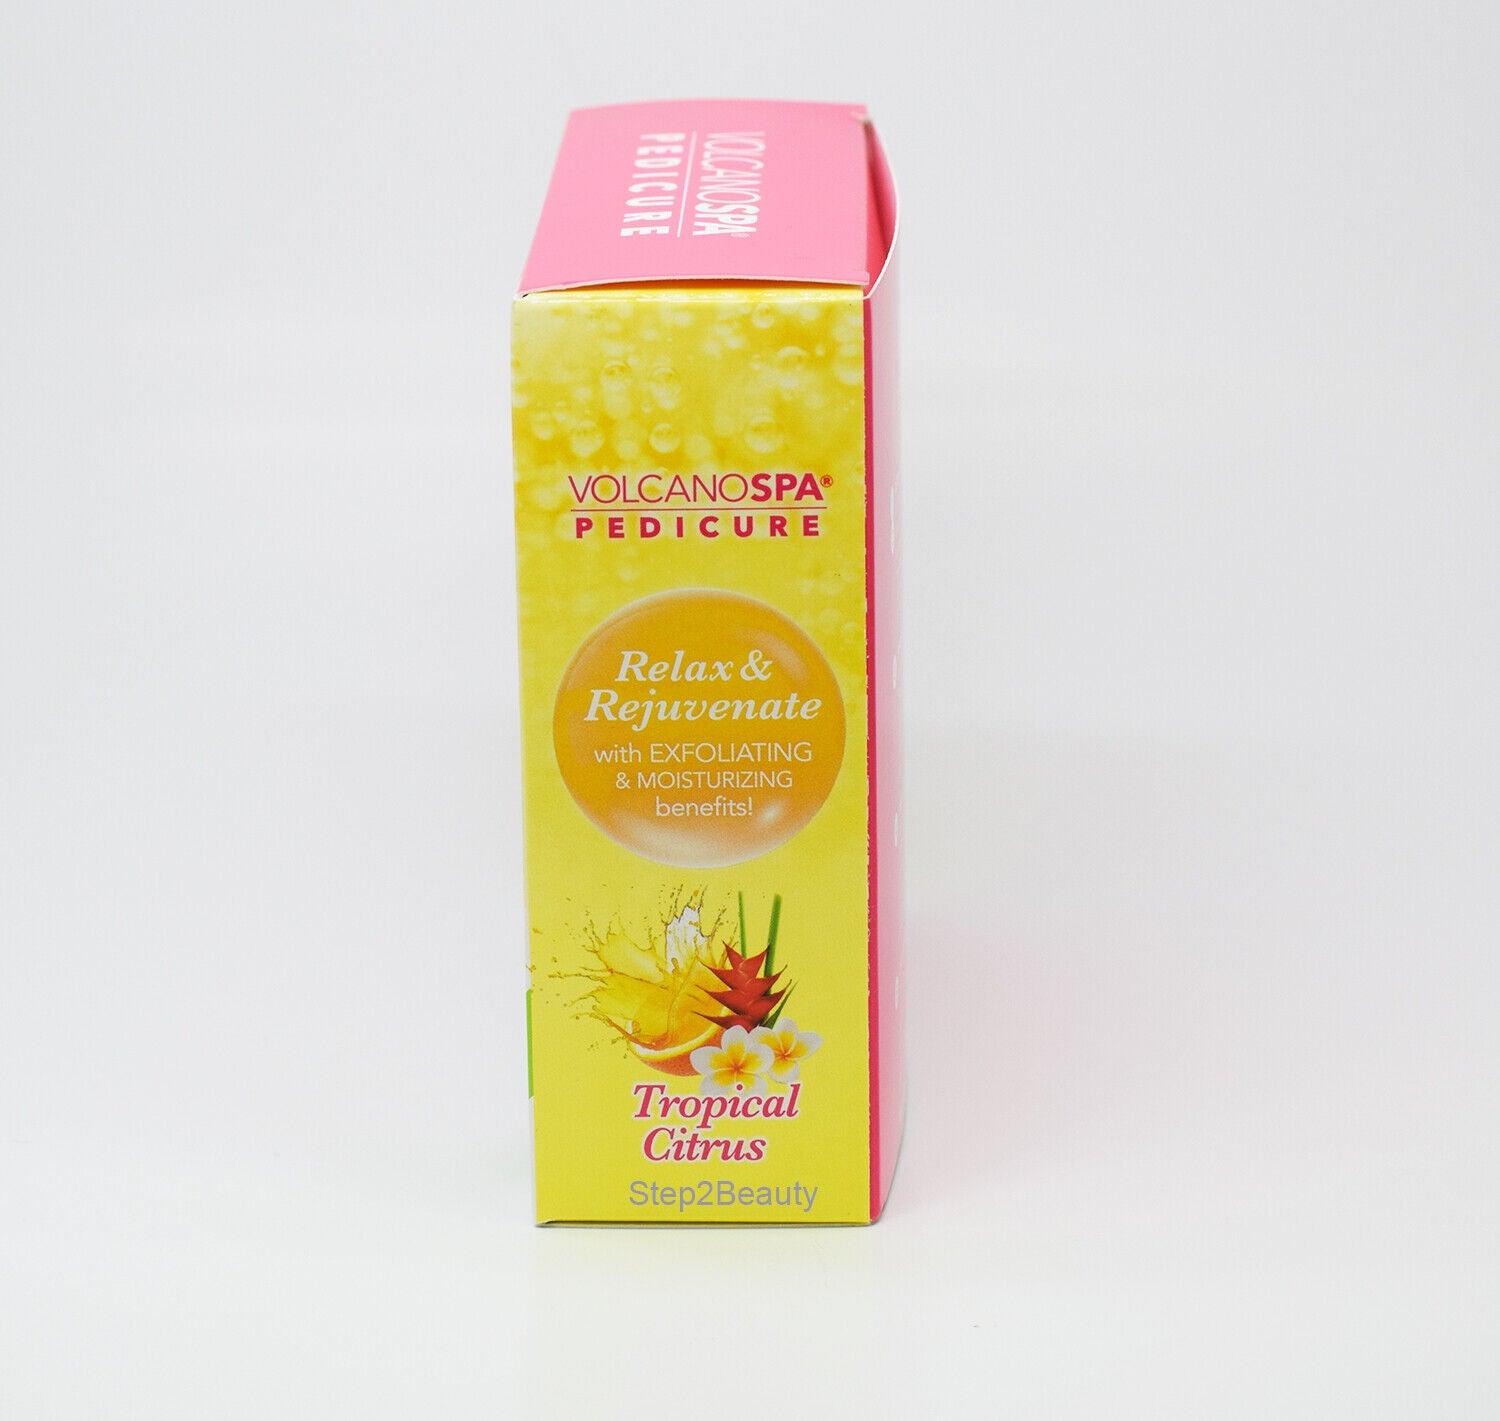 VOLCANOSPA®
PEDICURE
VOLCANOSPA®
PEDICURE
Relax &
Rejuvenate
with EXFOLIATING
& MOISTURIZING
benefits!
Tropical
Citrus
Step2Beauty